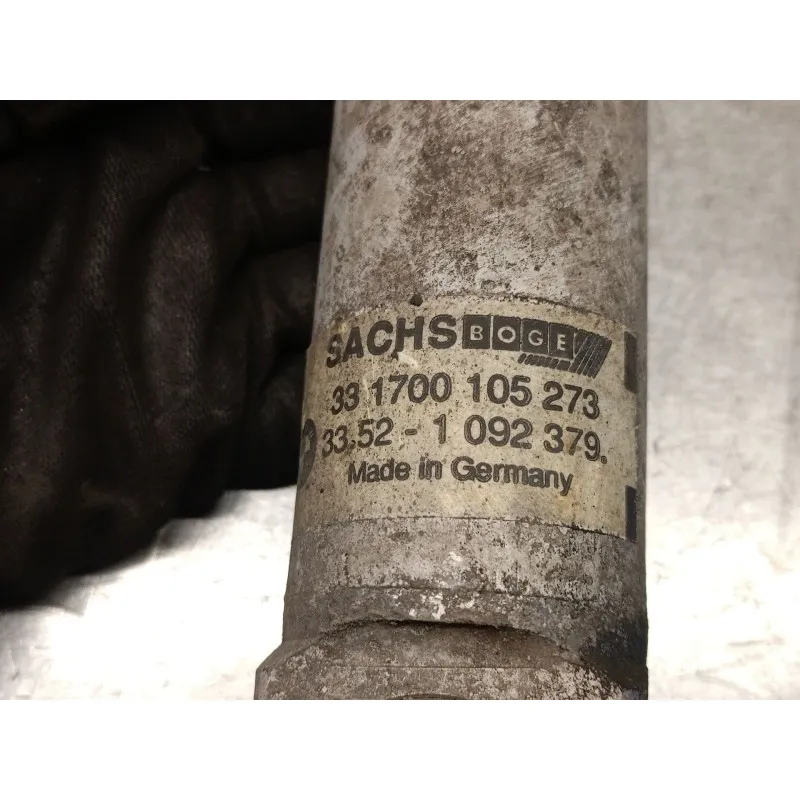 SACHS BOGE
33 1700 105 273
33.52 - 1 092 379.
Made in Germany